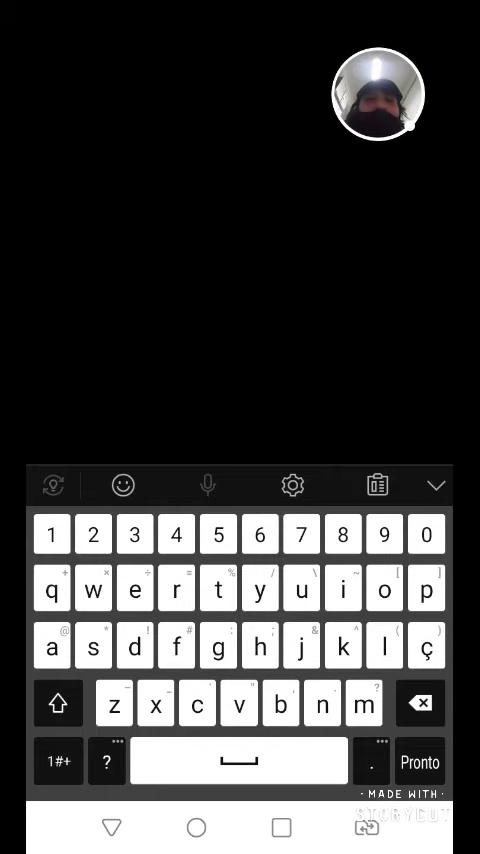 1 2 3 4 5 6 7 8 9 0
+ × ÷ = % / \ ~ [ ]
q w e r t y u i o p
@ * ! # : ; & ^ ( )
a s d f g h j k l ç
- _ ' " , . ?
z x c v b n m
1#+ ? . Pronto
· MADE WITH ·
STORYCUT